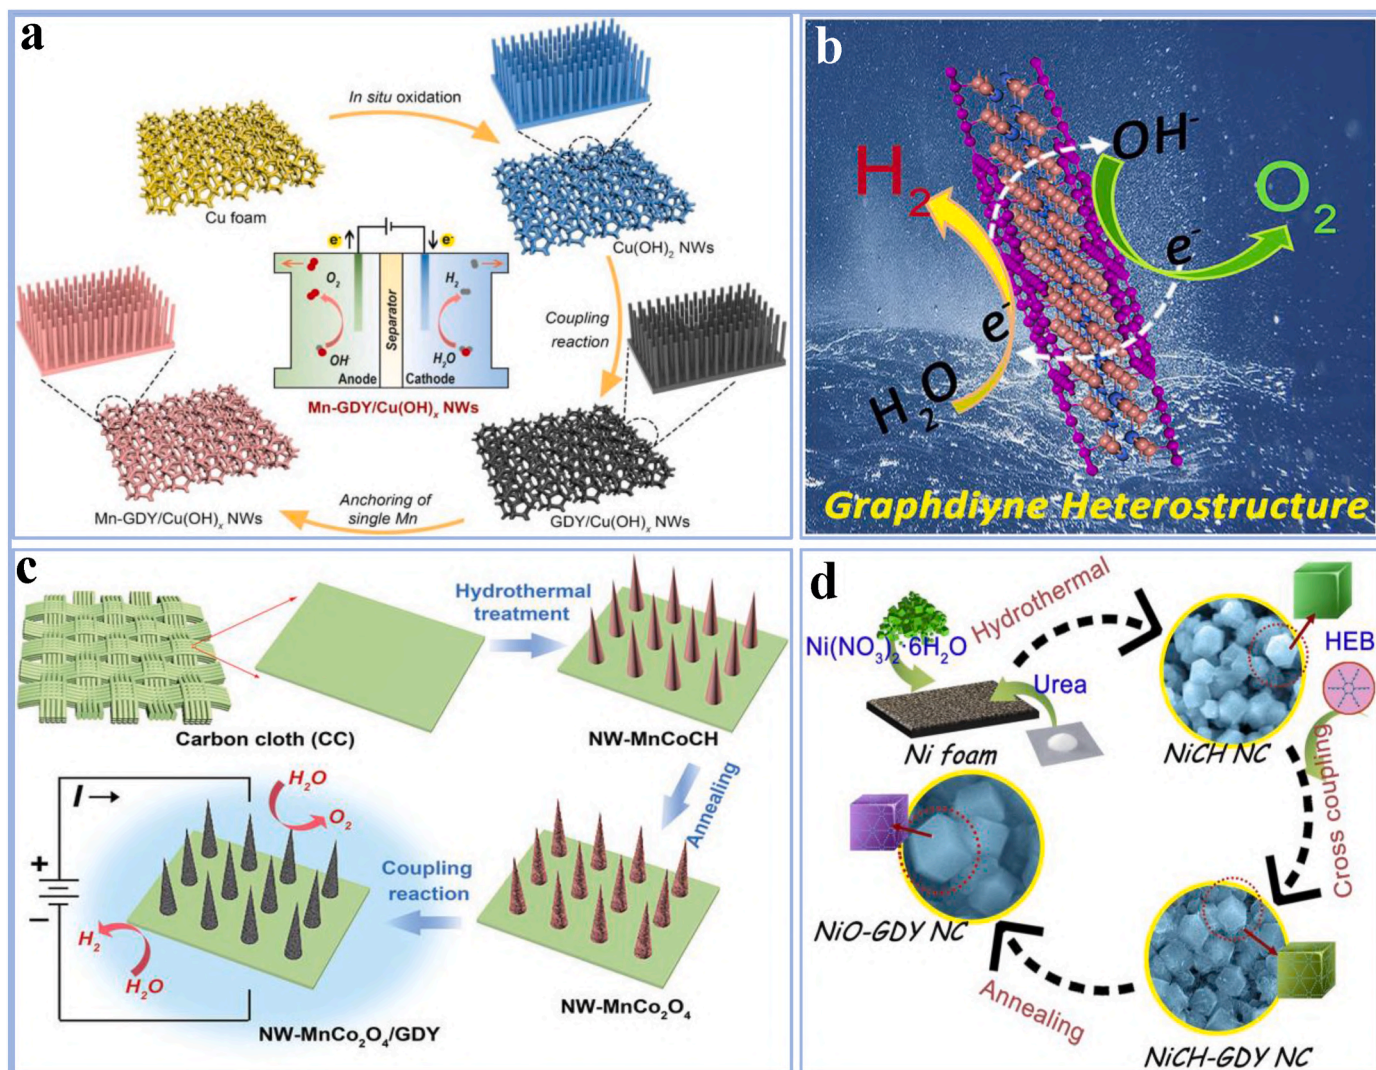 a
In situ oxidation
Cu foam
Cu(OH)₂ NWs
e⁻
e⁻
O₂
H₂
Separator
OH⁻
H₂O
Anode
Cathode
Mn-GDY/Cu(OH)ₓ NWs
Coupling
reaction
GDY/Cu(OH)ₓ NWs
Anchoring of
single Mn
Mn-GDY/Cu(OH)ₓ NWs
b
H₂
OH⁻
O₂
e⁻
e⁻
H₂O
Graphdiyne Heterostructure
c
Carbon cloth (CC)
Hydrothermal
treatment
NW-MnCoCH
Annealing
NW-MnCo₂O₄
Coupling
reaction
I
H₂O
O₂
+
−
H₂
H₂O
NW-MnCo₂O₄/GDY
d
Ni(NO₃)₂·6H₂O
Urea
Ni foam
Hydrothermal
NiCH NC
HEB
Cross coupling
NiCH-GDY NC
Annealing
NiO-GDY NC